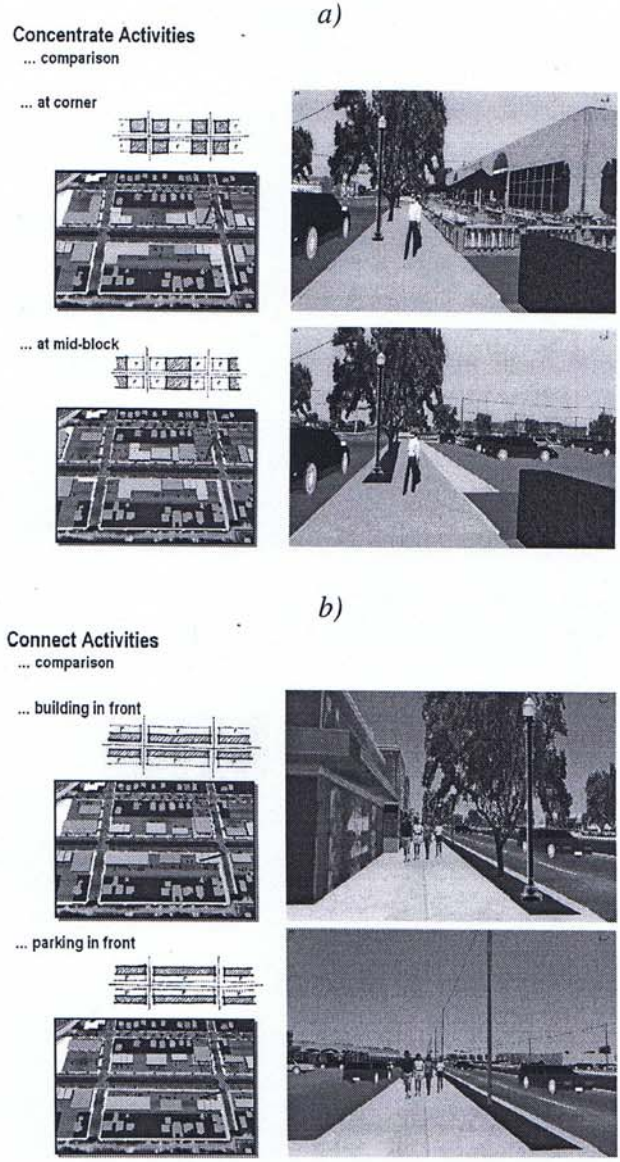 a)
Concentrate Activities
... comparison
... at corner
... at mid-block
b)
Connect Activities
... comparison
... building in front
... parking in front